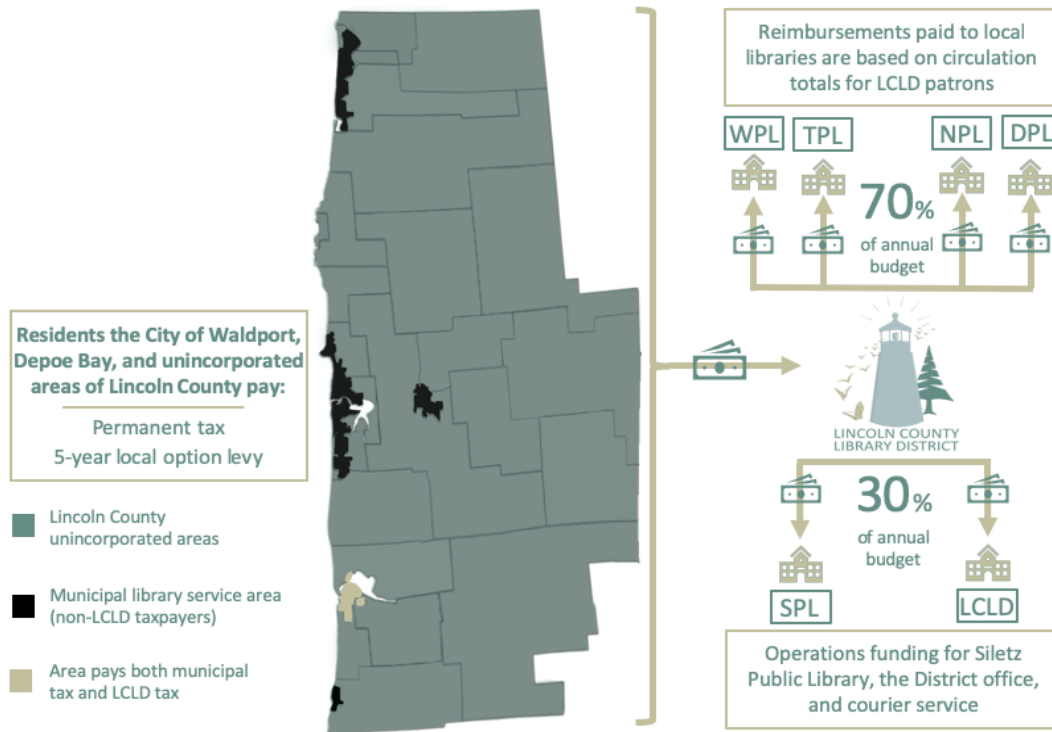 Residents the City of Waldport,
Depoe Bay, and unincorporated
areas of Lincoln County pay:
Permanent tax
5-year local option levy
Lincoln County
unincorporated areas
Municipal library service area
(non-LCLD taxpayers)
Area pays both municipal
tax and LCLD tax
Reimbursements paid to local
libraries are based on circulation
totals for LCLD patrons
WPL
TPL
NPL
DPL
70%
of annual
budget
LINCOLN COUNTY
LIBRARY DISTRICT
30%
of annual
budget
SPL
LCLD
Operations funding for Siletz
Public Library, the District office,
and courier service